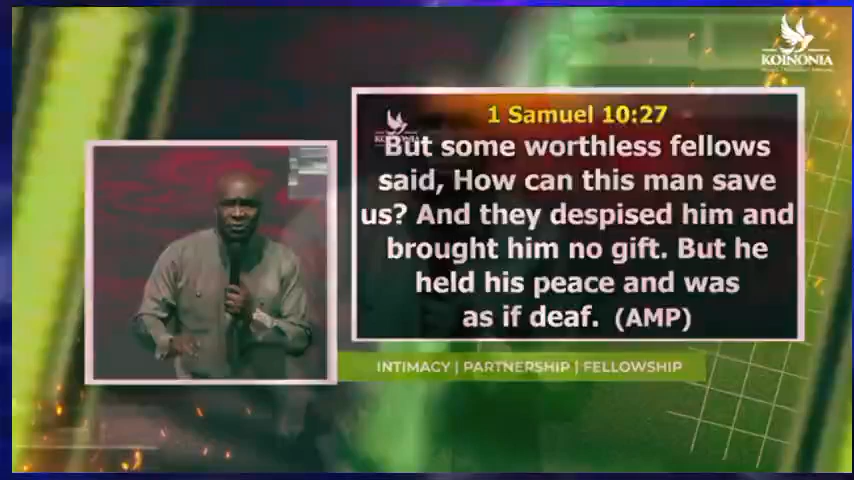 KOINONIA
1 Samuel 10:27
But some worthless fellows
said, How can this man save
us? And they despised him and
brought him no gift. But he
held his peace and was
as if deaf. (AMP)
INTIMACY | PARTNERSHIP | FELLOWSHIP